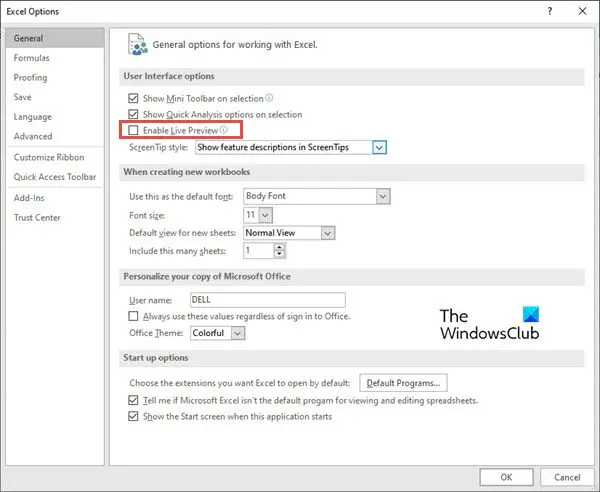 Excel Options
?
General
Formulas
Proofing
Save
Language
Advanced
Customize Ribbon
Quick Access Toolbar
Add-Ins
Trust Center
General options for working with Excel.
User Interface options
Show Mini Toolbar on selection
Show Quick Analysis options on selection
Enable Live Preview
ScreenTip style: Show feature descriptions in ScreenTips
When creating new workbooks
Use this as the default font: Body Font
Font size: 11
Default view for new sheets: Normal View
Include this many sheets: 1
Personalize your copy of Microsoft Office
User name: DELL
Always use these values regardless of sign in to Office.
Office Theme: Colorful
The
WindowsClub
Start up options
Choose the extensions you want Excel to open by default: Default Programs...
Tell me if Microsoft Excel isn't the default progam for viewing and editing spreadsheets.
Show the Start screen when this application starts
OK Cancel